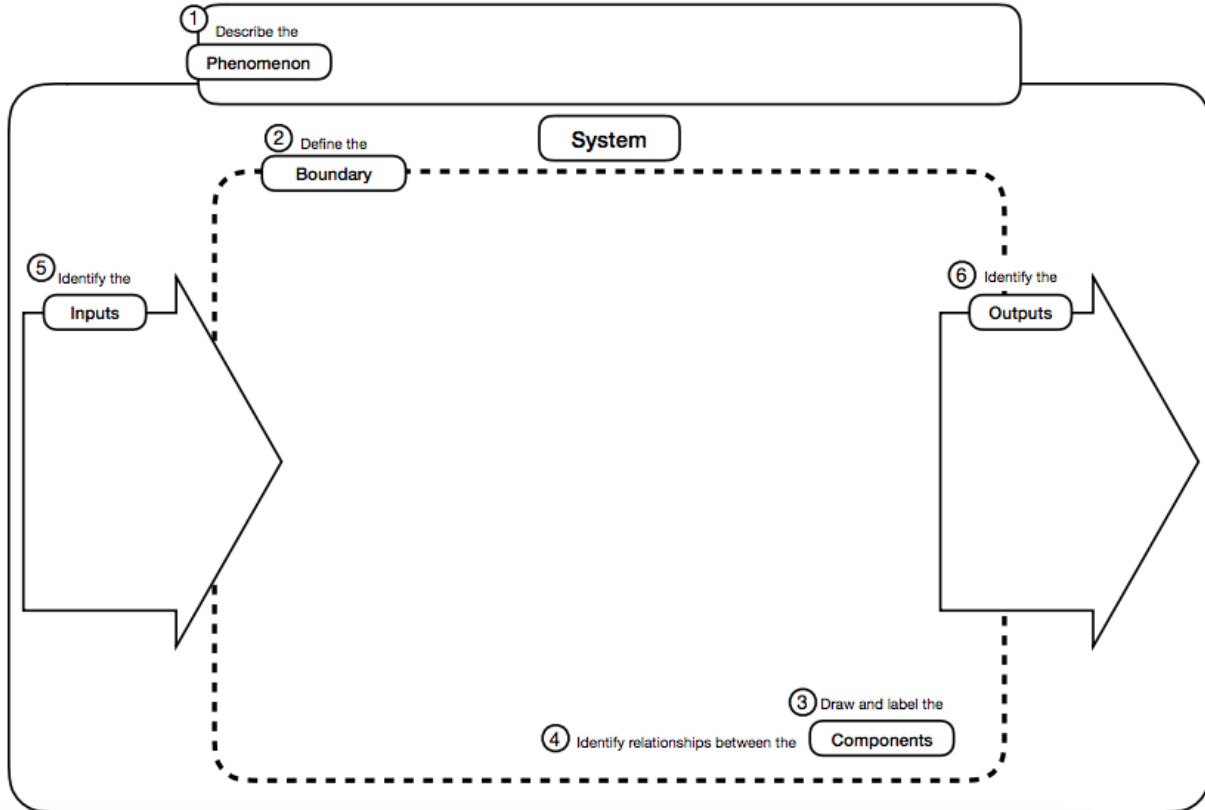 1 Describe the
Phenomenon
System
2 Define the
Boundary
5 Identify the
Inputs
6 Identify the
Outputs
3 Draw and label the
4 Identify relationships between the Components